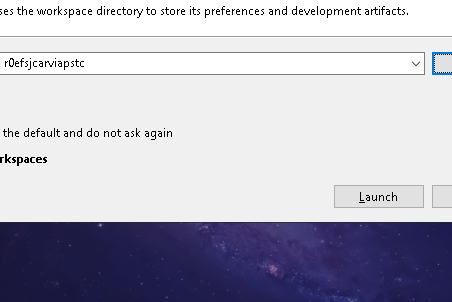 ses the workspace directory to store its preferences and development artifacts.
r0efsjcarviapstc
the default and do not ask again
rkspaces
Launch